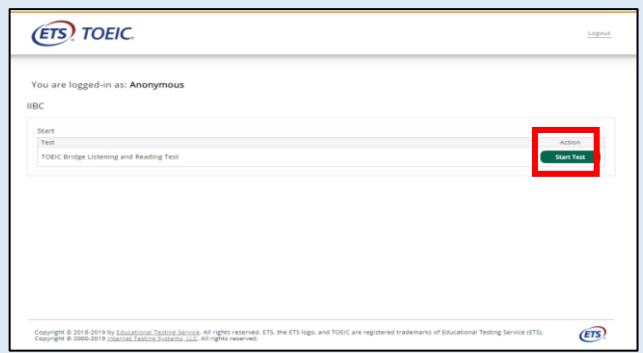 ETS TOEIC.
Logout
You are logged-in as: Anonymous
IIBC
Start
Test Action
TOEIC Bridge Listening and Reading Test Start Test
Copyright © 2018-2019 by Educational Testing Service. All rights reserved. ETS, the ETS logo, and TOEIC are registered trademarks of Educational Testing Service (ETS).
Copyright © 2000-2019 Internet Testing Systems, LLC. All rights reserved.
ETS